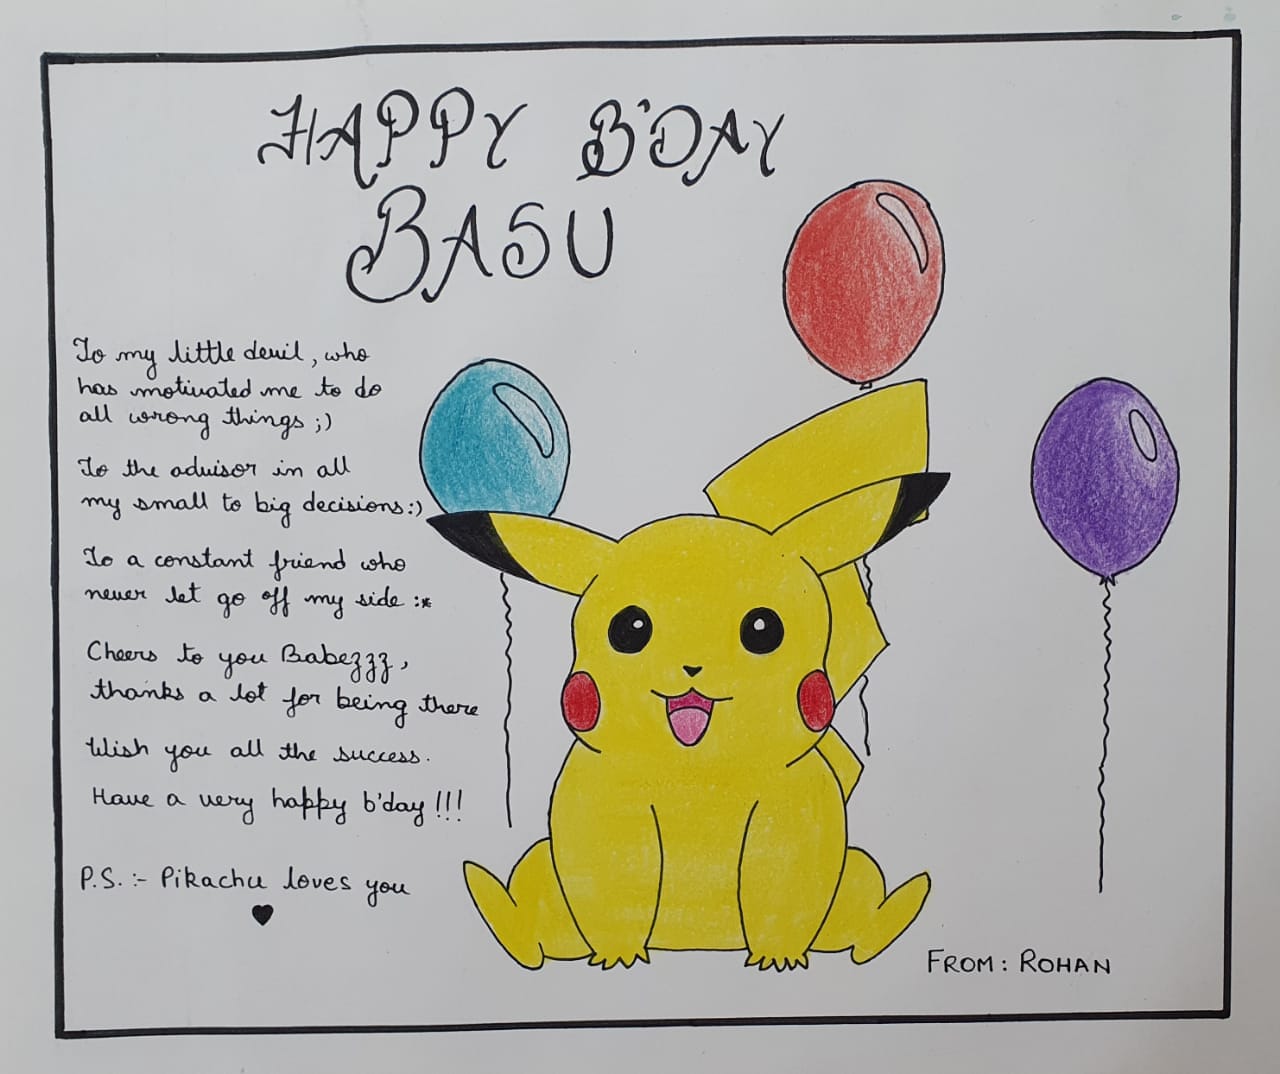 HAPPY B'DAY
BASU
To my little devil, who
has motivated me to do
all wrong things ;)
To the advisor in all
my small to big decisions:)
To a constant friend who
never let go off my side :*
Cheers to you Babezzz,
thanks a lot for being there
Wish you all the success.
Have a very happy b'day !!!
P.S. :- Pikachu loves you
♥
FROM : ROHAN